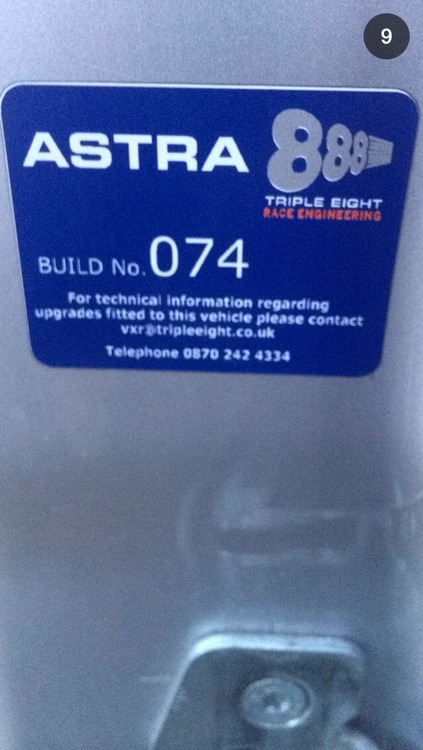 9
ASTRA
888
TRIPLE EIGHT
RACE ENGINEERING
BUILD No. 074
For technical information regarding
upgrades fitted to this vehicle please contact
vxr@tripleeight.co.uk
Telephone 0870 242 4334